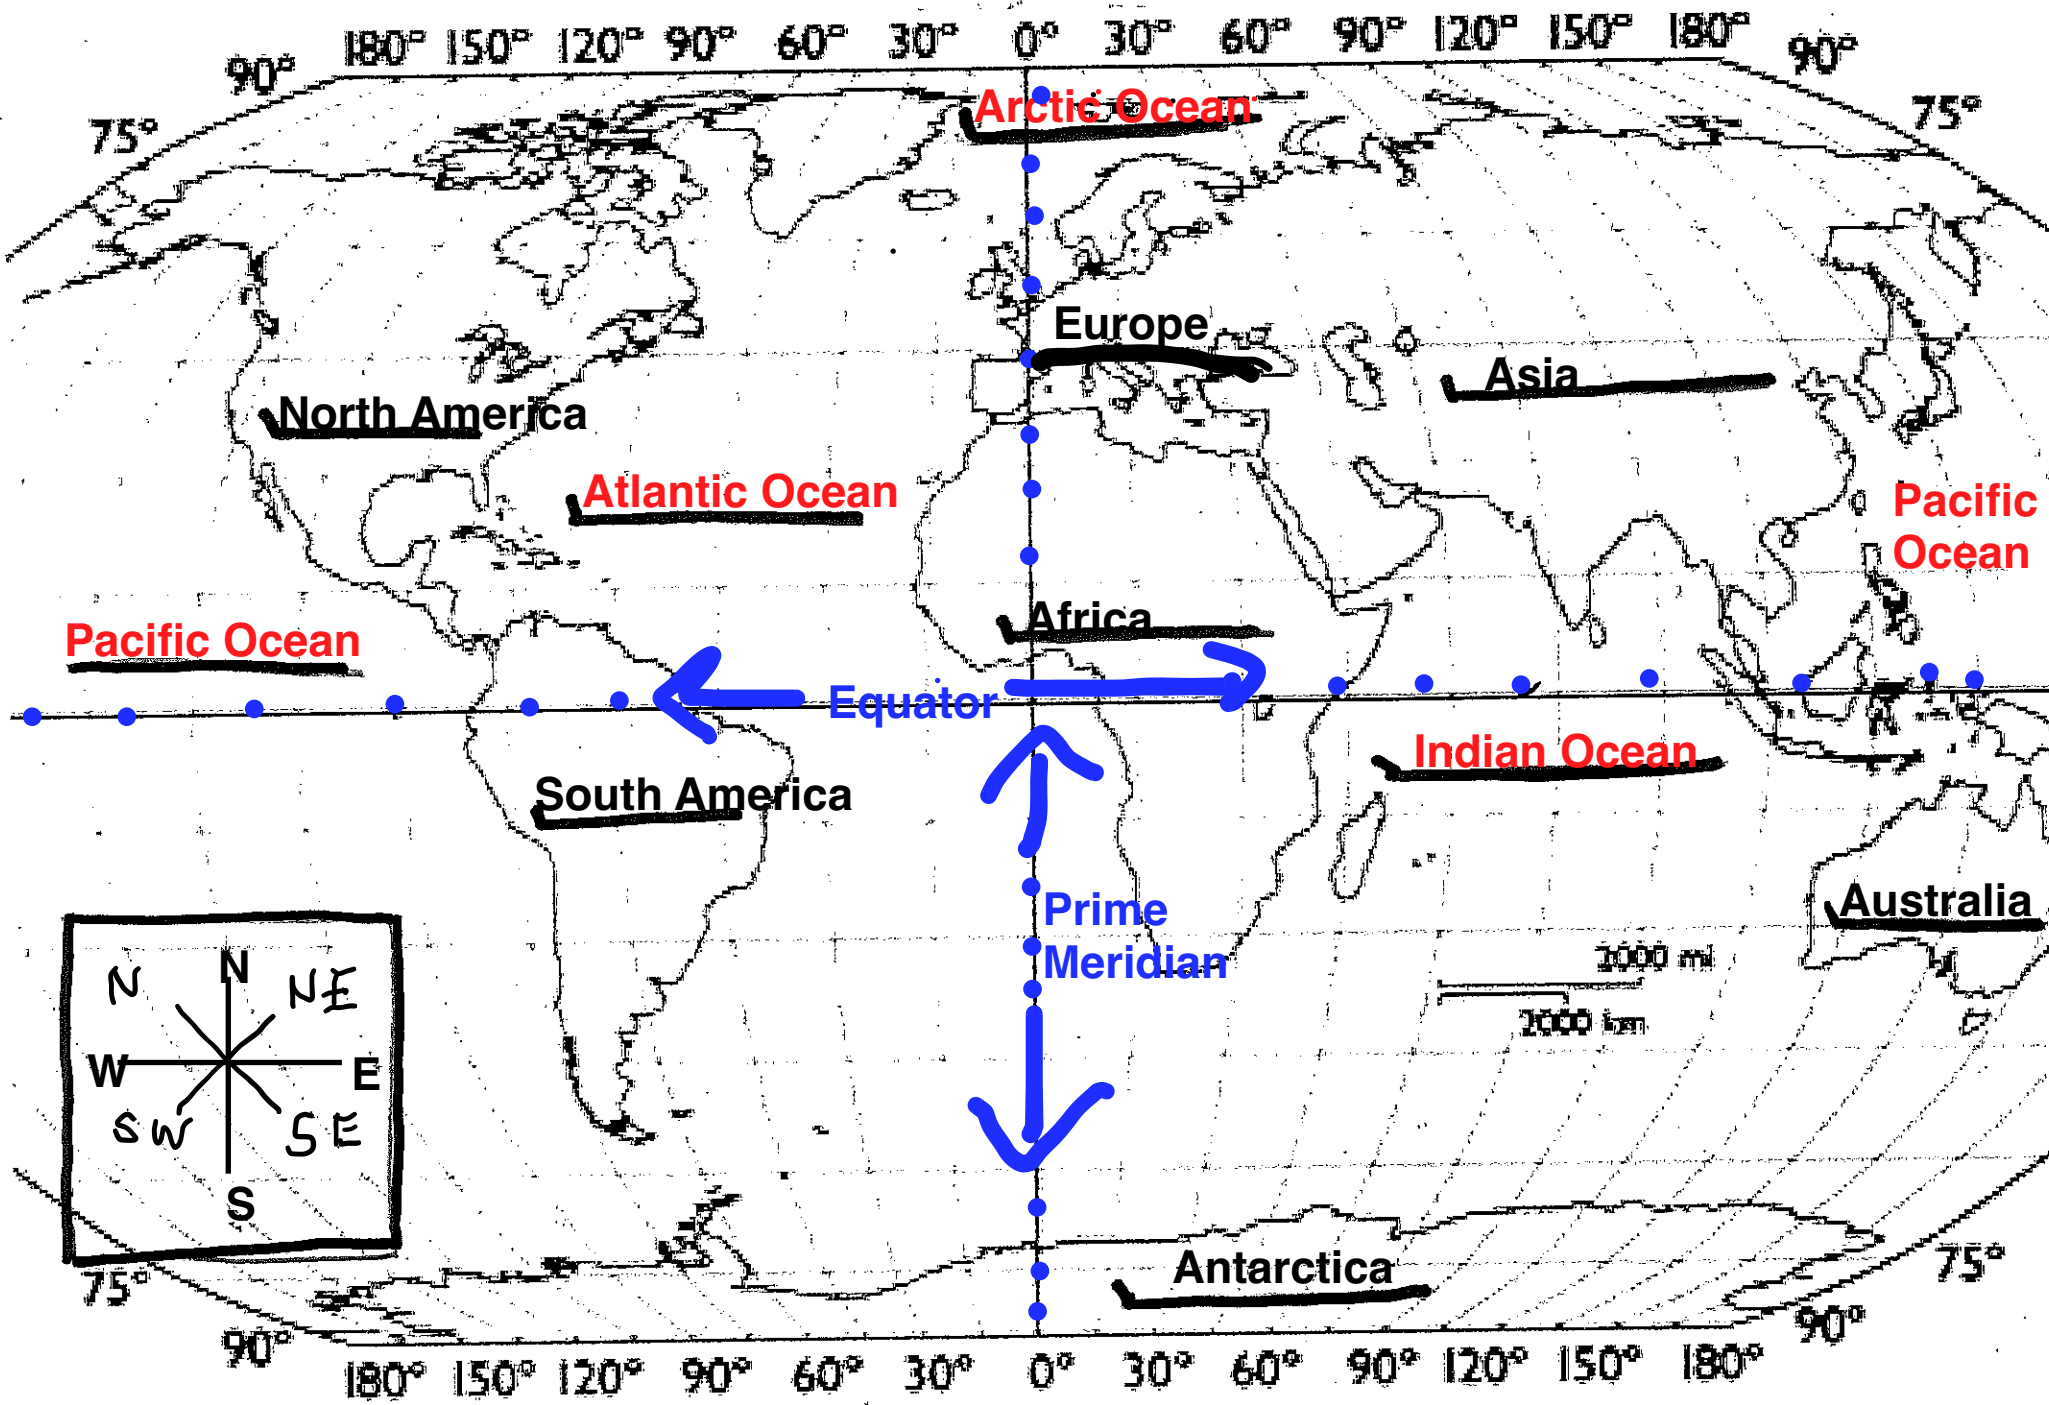 180° 150° 120° 90° 60° 30° 0° 30° 60° 90° 120° 150° 180°
90° 90°
75° 75°
Arctic Ocean
Europe
Asia
North America
Atlantic Ocean
Pacific
Ocean
Africa
Pacific Ocean
Equator
Indian Ocean
South America
Australia
Prime
Meridian
2000 mi
2000 km
N N NE
W E
SW SE
S
Antarctica
75° 75°
90° 90°
180° 150° 120° 90° 60° 30° 0° 30° 60° 90° 120° 150° 180°